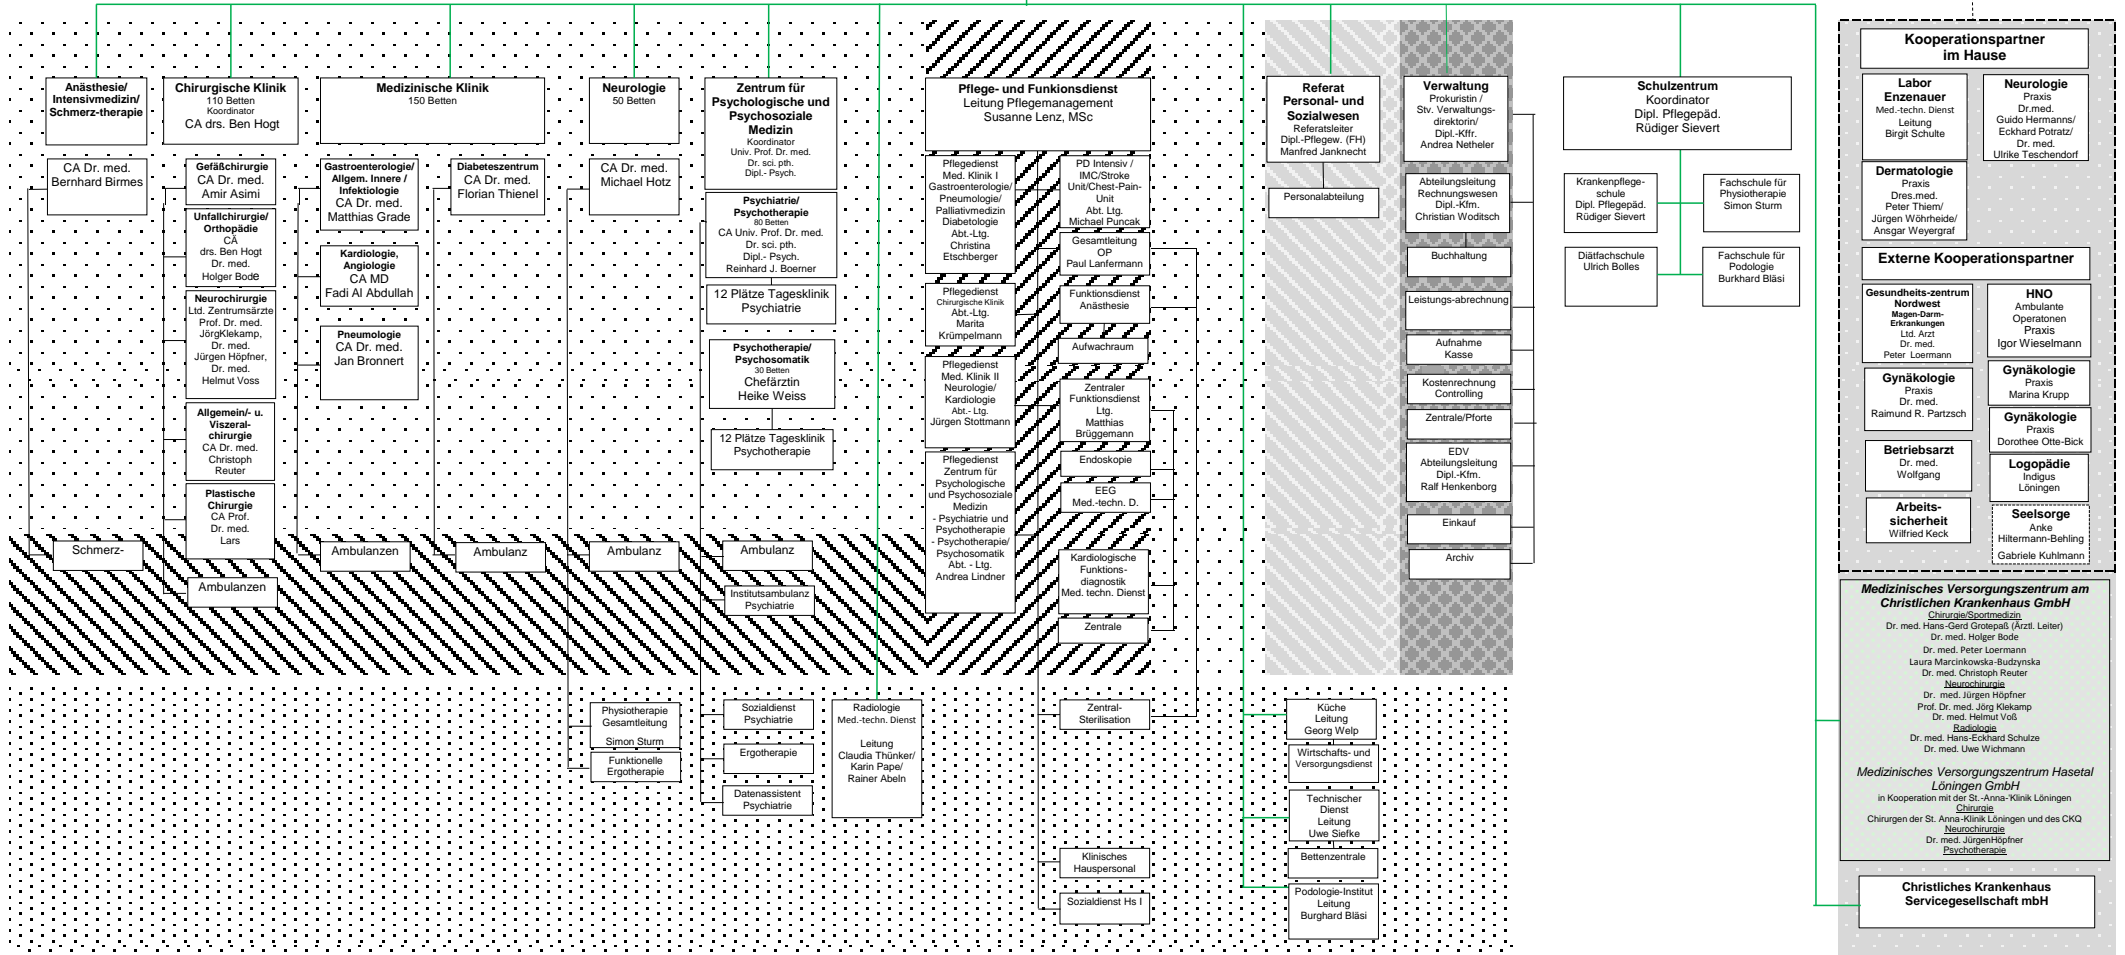 Anästhesie/
Intensivmedizin/
Schmerz-therapie
CA Dr. med.
Bernhard Birmes
Schmerz-
Chirurgische Klinik
110 Betten
Koordinator
CA drs. Ben Hogt
Gefäßchirurgie
CA Dr. med.
Amir Asimi
Unfallchirurgie/
Orthopädie
CÄ
drs. Ben Hogt
Dr. med.
Holger Bode
Neurochirurgie
Ltd. Zentrumsärzte
Prof. Dr. med.
JörgKlekamp,
Dr. med.
Jürgen Höpfner,
Dr. med.
Helmut Voss
Allgemein/- u.
Viszeral-
chirurgie
CA Dr. med.
Christoph
Reuter
Plastische
Chirurgie
CA Prof.
Dr. med.
Lars
Ambulanzen
Medizinische Klinik
150 Betten
Gastroenterologie/
Allgem. Innere /
Infektiologie
CA Dr. med.
Matthias Grade
Kardiologie,
Angiologie
CA MD
Fadi Al Abdullah
Pneumologie
CA Dr. med.
Jan Bronnert
Ambulanzen
Diabeteszentrum
CA Dr. med.
Florian Thienel
Ambulanz
Neurologie
50 Betten
CA Dr. med.
Michael Hotz
Ambulanz
Physiotherapie
Gesamtleitung
Simon Sturm
Funktionelle
Ergotherapie
Zentrum für
Psychologische und
Psychosoziale
Medizin
Koordinator
Univ. Prof. Dr. med.
Dr. sci. pth.
Dipl.- Psych.
Psychiatrie/
Psychotherapie
80 Betten
CA Univ. Prof. Dr. med.
Dr. sci. pth.
Dipl.- Psych.
Reinhard J. Boerner
12 Plätze Tagesklinik
Psychiatrie
Psychotherapie/
Psychosomatik
30 Betten
Chefärztin
Heike Weiss
12 Plätze Tagesklinik
Psychotherapie
Ambulanz
Institutsambulanz
Psychiatrie
Sozialdienst
Psychiatrie
Ergotherapie
Datenassistent
Psychiatrie
Radiologie
Med.-techn. Dienst
Leitung
Claudia Thünker/
Karin Pape/
Rainer Abeln
Pflege- und Funkionsdienst
Leitung Pflegemanagement
Susanne Lenz, MSc
Pflegedienst
Med. Klinik I
Gastroenterologie/
Pneumologie/
Palliativmedizin
Diabetologie
Abt.-Ltg.
Christina
Etschberger
Pflegedienst
Chirurgische Klinik
Abt.-Ltg.
Marita
Krümpelmann
Pflegedienst
Med. Klinik II
Neurologie/
Kardiologie
Abt.- Ltg.
Jürgen Stottmann
Pflegedienst
Zentrum für
Psychologische
und Psychosoziale
Medizin
- Psychiatrie und
Psychotherapie
- Psychotherapie/
Psychosomatik
Abt. - Ltg.
Andrea Lindner
PD Intensiv /
IMC/Stroke
Unit/Chest-Pain-
Unit
Abt. Ltg.
Michael Puncak
Gesamtleitung
OP
Paul Lanfermann
Funktionsdienst
Anästhesie
Aufwachraum
Zentraler
Funktionsdienst
Ltg.
Matthias
Brüggemann
Endoskopie
EEG
Med.-techn. D.
Kardiologische
Funktions-
diagnostik
Med. techn. Dienst
Zentrale
Zentral-
Sterilisation
Klinisches
Hauspersonal
Sozialdienst Hs I
Referat
Personal- und
Sozialwesen
Referatsleiter
Dipl.-Pflegew. (FH)
Manfred Janknecht
Personalabteilung
Küche
Leitung
Georg Welp
Wirtschafts- und
Versorgungsdienst
Technischer
Dienst
Leitung
Uwe Siefke
Bettenzentrale
Podologie-Institut
Leitung
Burghard Bläsi
Verwaltung
Prokuristin /
Stv. Verwaltungs-
direktorin/
Dipl.-Kffr.
Andrea Netheler
Abteilungsleitung
Rechnungswesen
Dipl.-Kfm.
Christian Woditsch
Buchhaltung
Leistungs-abrechnung
Aufnahme
Kasse
Kostenrechnung
Controlling
Zentrale/Pforte
EDV
Abteilungsleitung
Dipl.-Kfm.
Ralf Henkenborg
Einkauf
Archiv
Schulzentrum
Koordinator
Dipl. Pflegepäd.
Rüdiger Sievert
Krankenpflege-
schule
Dipl. Pflegepäd.
Rüdiger Sievert
Fachschule für
Physiotherapie
Simon Sturm
Diätfachschule
Ulrich Bolles
Fachschule für
Podologie
Burkhard Bläsi
Kooperationspartner
im Hause
Labor
Enzenauer
Med.-techn. Dienst
Leitung
Birgit Schulte
Neurologie
Praxis
Dr.med.
Guido Hermanns/
Eckhard Potratz/
Dr. med.
Ulrike Teschendorf
Dermatologie
Praxis
Dres.med.
Peter Thiem/
Jürgen Wöhrheide/
Ansgar Weyergraf
Externe Kooperationspartner
Gesundheits-zentrum
Nordwest
Magen-Darm-
Erkrankungen
Ltd. Arzt
Dr. med.
Peter Loermann
HNO
Ambulante
Operatonen
Praxis
Igor Wieselmann
Gynäkologie
Praxis
Dr. med.
Raimund R. Partzsch
Gynäkologie
Praxis
Marina Krupp
Gynäkologie
Praxis
Dorothee Otte-Bick
Betriebsarzt
Dr. med.
Wolfgang
Logopädie
Indigus
Löningen
Arbeits-
sicherheit
Wilfried Keck
Seelsorge
Anke
Hiltermann-Behling
Gabriele Kuhlmann
Medizinisches Versorgungszentrum am
Christlichen Krankenhaus GmbH
Chirurgie/Sportmedizin
Dr. med. Hans-Gerd Grotepaß (Ärztl. Leiter)
Dr. med. Holger Bode
Dr. med. Peter Loermann
Laura Marcinkowska-Budzynska
Dr. med. Christoph Reuter
Neurochirurgie
Dr. med. Jürgen Höpfner
Prof. Dr. med. Jörg Klekamp
Dr. med. Helmut Voß
Radiologie
Dr. med. Hans-Eckhard Schulze
Dr. med. Uwe Wichmann
Medizinisches Versorgungszentrum Hasetal
Löningen GmbH
in Kooperation mit der St.-Anna-'Klinik Löningen
Chirurgie
Chirurgen der St. Anna-Klinik Löningen und des CKQ
Neurochirurgie
Dr. med. JürgenHöpfner
Psychotherapie
Christliches Krankenhaus
Servicegesellschaft mbH